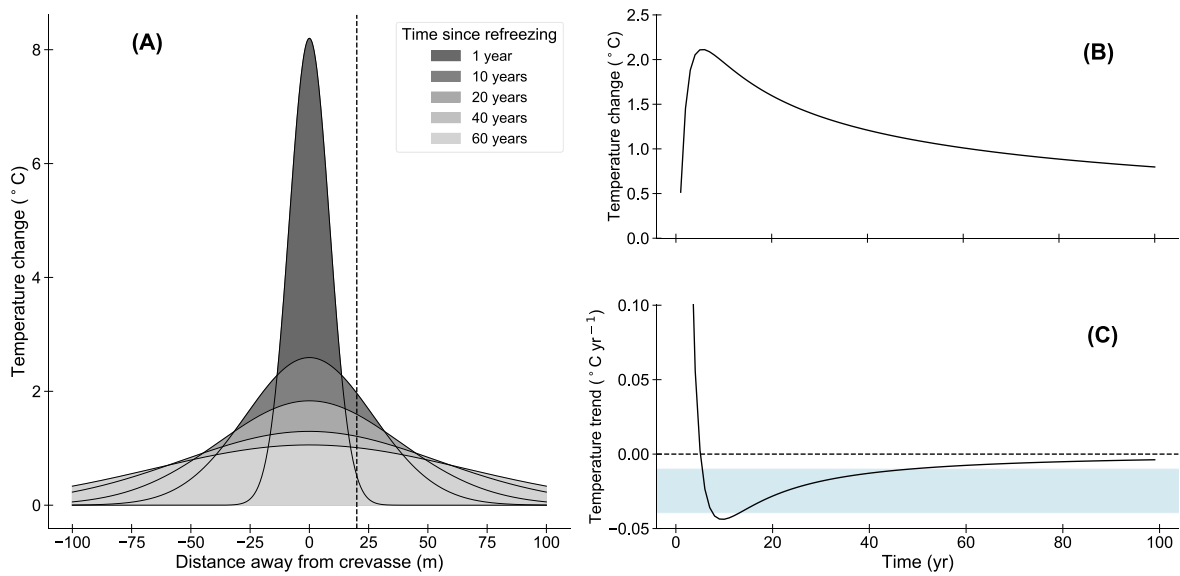 (A)
Time since refreezing
1 year
10 years
20 years
40 years
60 years
Temperature change (°C)
8
6
4
2
0
−100
−75
−50
−25
0
25
50
75
100
Distance away from crevasse (m)
(B)
Temperature change (°C)
2.5
2.0
1.5
1.0
0.5
0.0
(C)
Temperature trend (°C yr⁻¹)
0.10
0.05
0.00
−0.05
0
20
40
60
80
100
Time (yr)